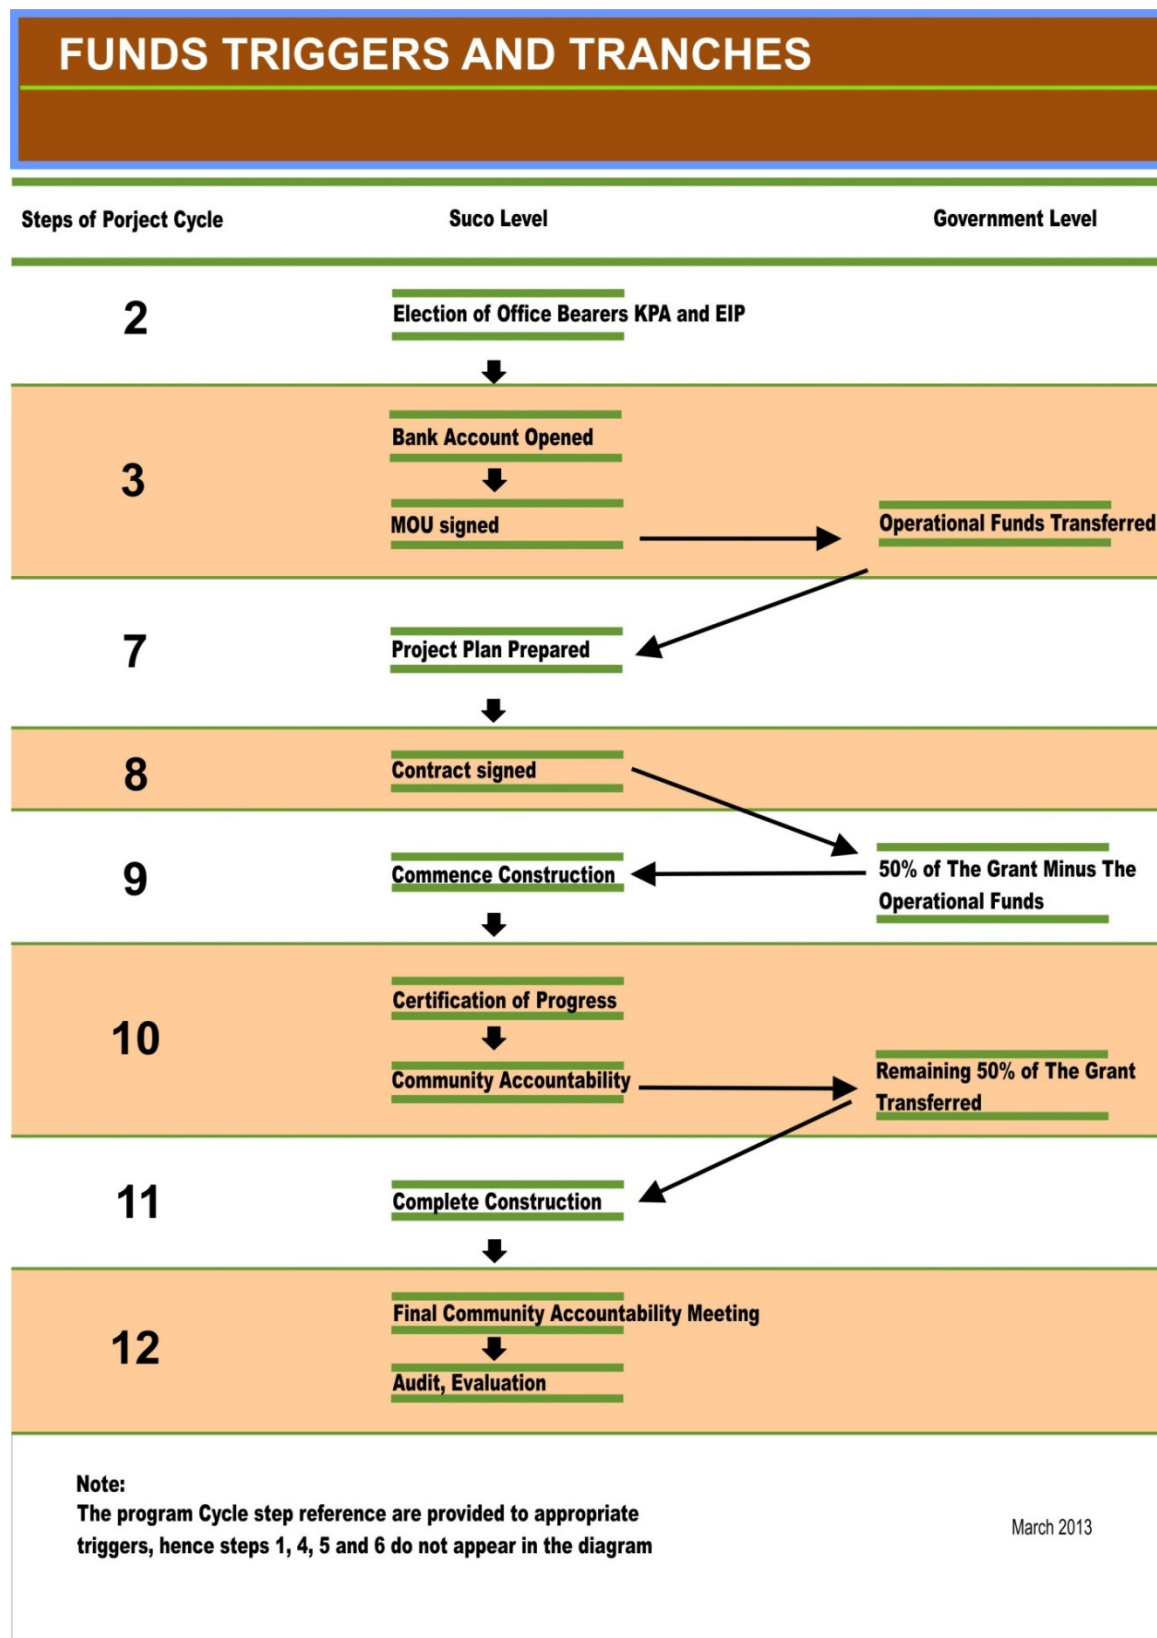 FUNDS TRIGGERS AND TRANCHES
Steps of Porject Cycle
Suco Level
Government Level
2
Election of Office Bearers KPA and EIP
3
Bank Account Opened
MOU signed
Operational Funds Transferred
7
Project Plan Prepared
8
Contract signed
9
Commence Construction
50% of The Grant Minus The
Operational Funds
10
Certification of Progress
Community Accountability
Remaining 50% of The Grant
Transferred
11
Complete Construction
12
Final Community Accountability Meeting
Audit, Evaluation
Note:
The program Cycle step reference are provided to appropriate
triggers, hence steps 1, 4, 5 and 6 do not appear in the diagram
March 2013